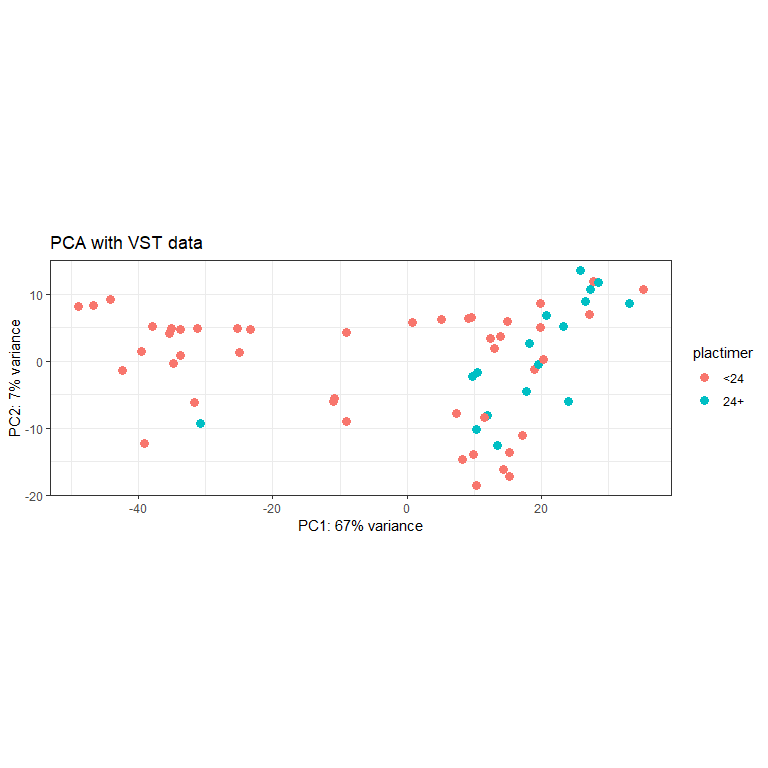 PCA with VST data
10
0
-10
-20
PC2: 7% variance
-40
-20
0
20
PC1: 67% variance
plactimer
<24
24+